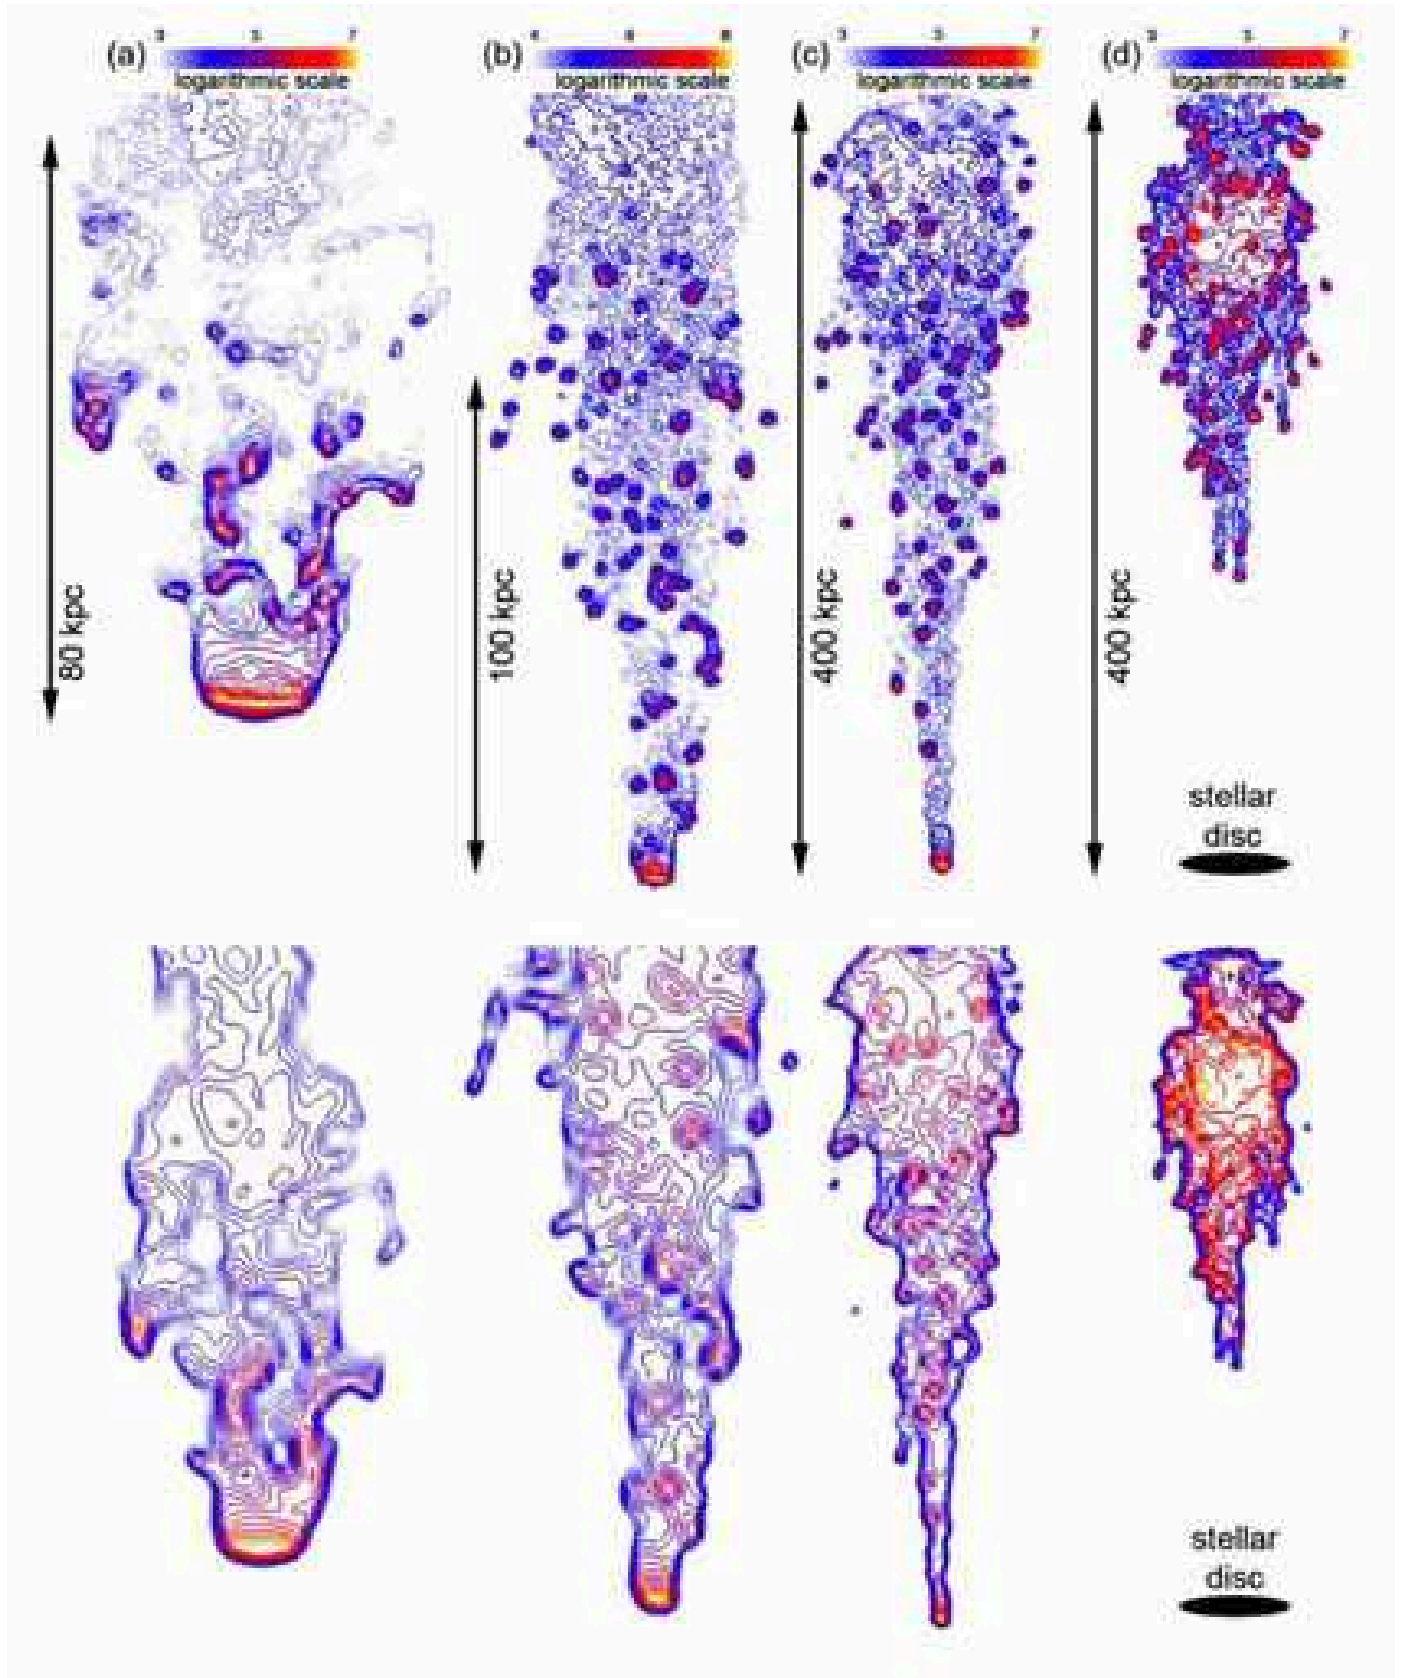 (a)
logarithmic scale
80 kpc
(b)
logarithmic scale
100 kpc
(c)
logarithmic scale
400 kpc
(d)
logarithmic scale
400 kpc
stellar
disc
stellar
disc